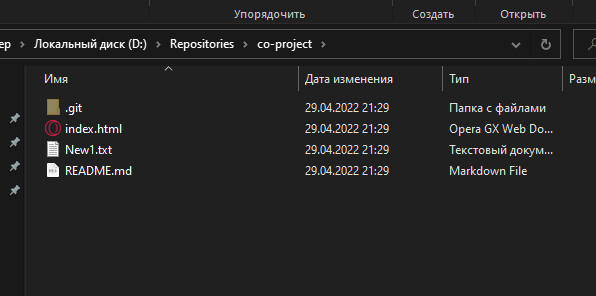 Упорядочить Создать Открыть
ер Локальный диск (D:) Repositories co-project
Имя Дата изменения Тип Разм
.git 29.04.2022 21:29 Папка с файлами
index.html 29.04.2022 21:29 Opera GX Web Do...
New1.txt 29.04.2022 21:29 Текстовый докум...
README.md 29.04.2022 21:29 Markdown File